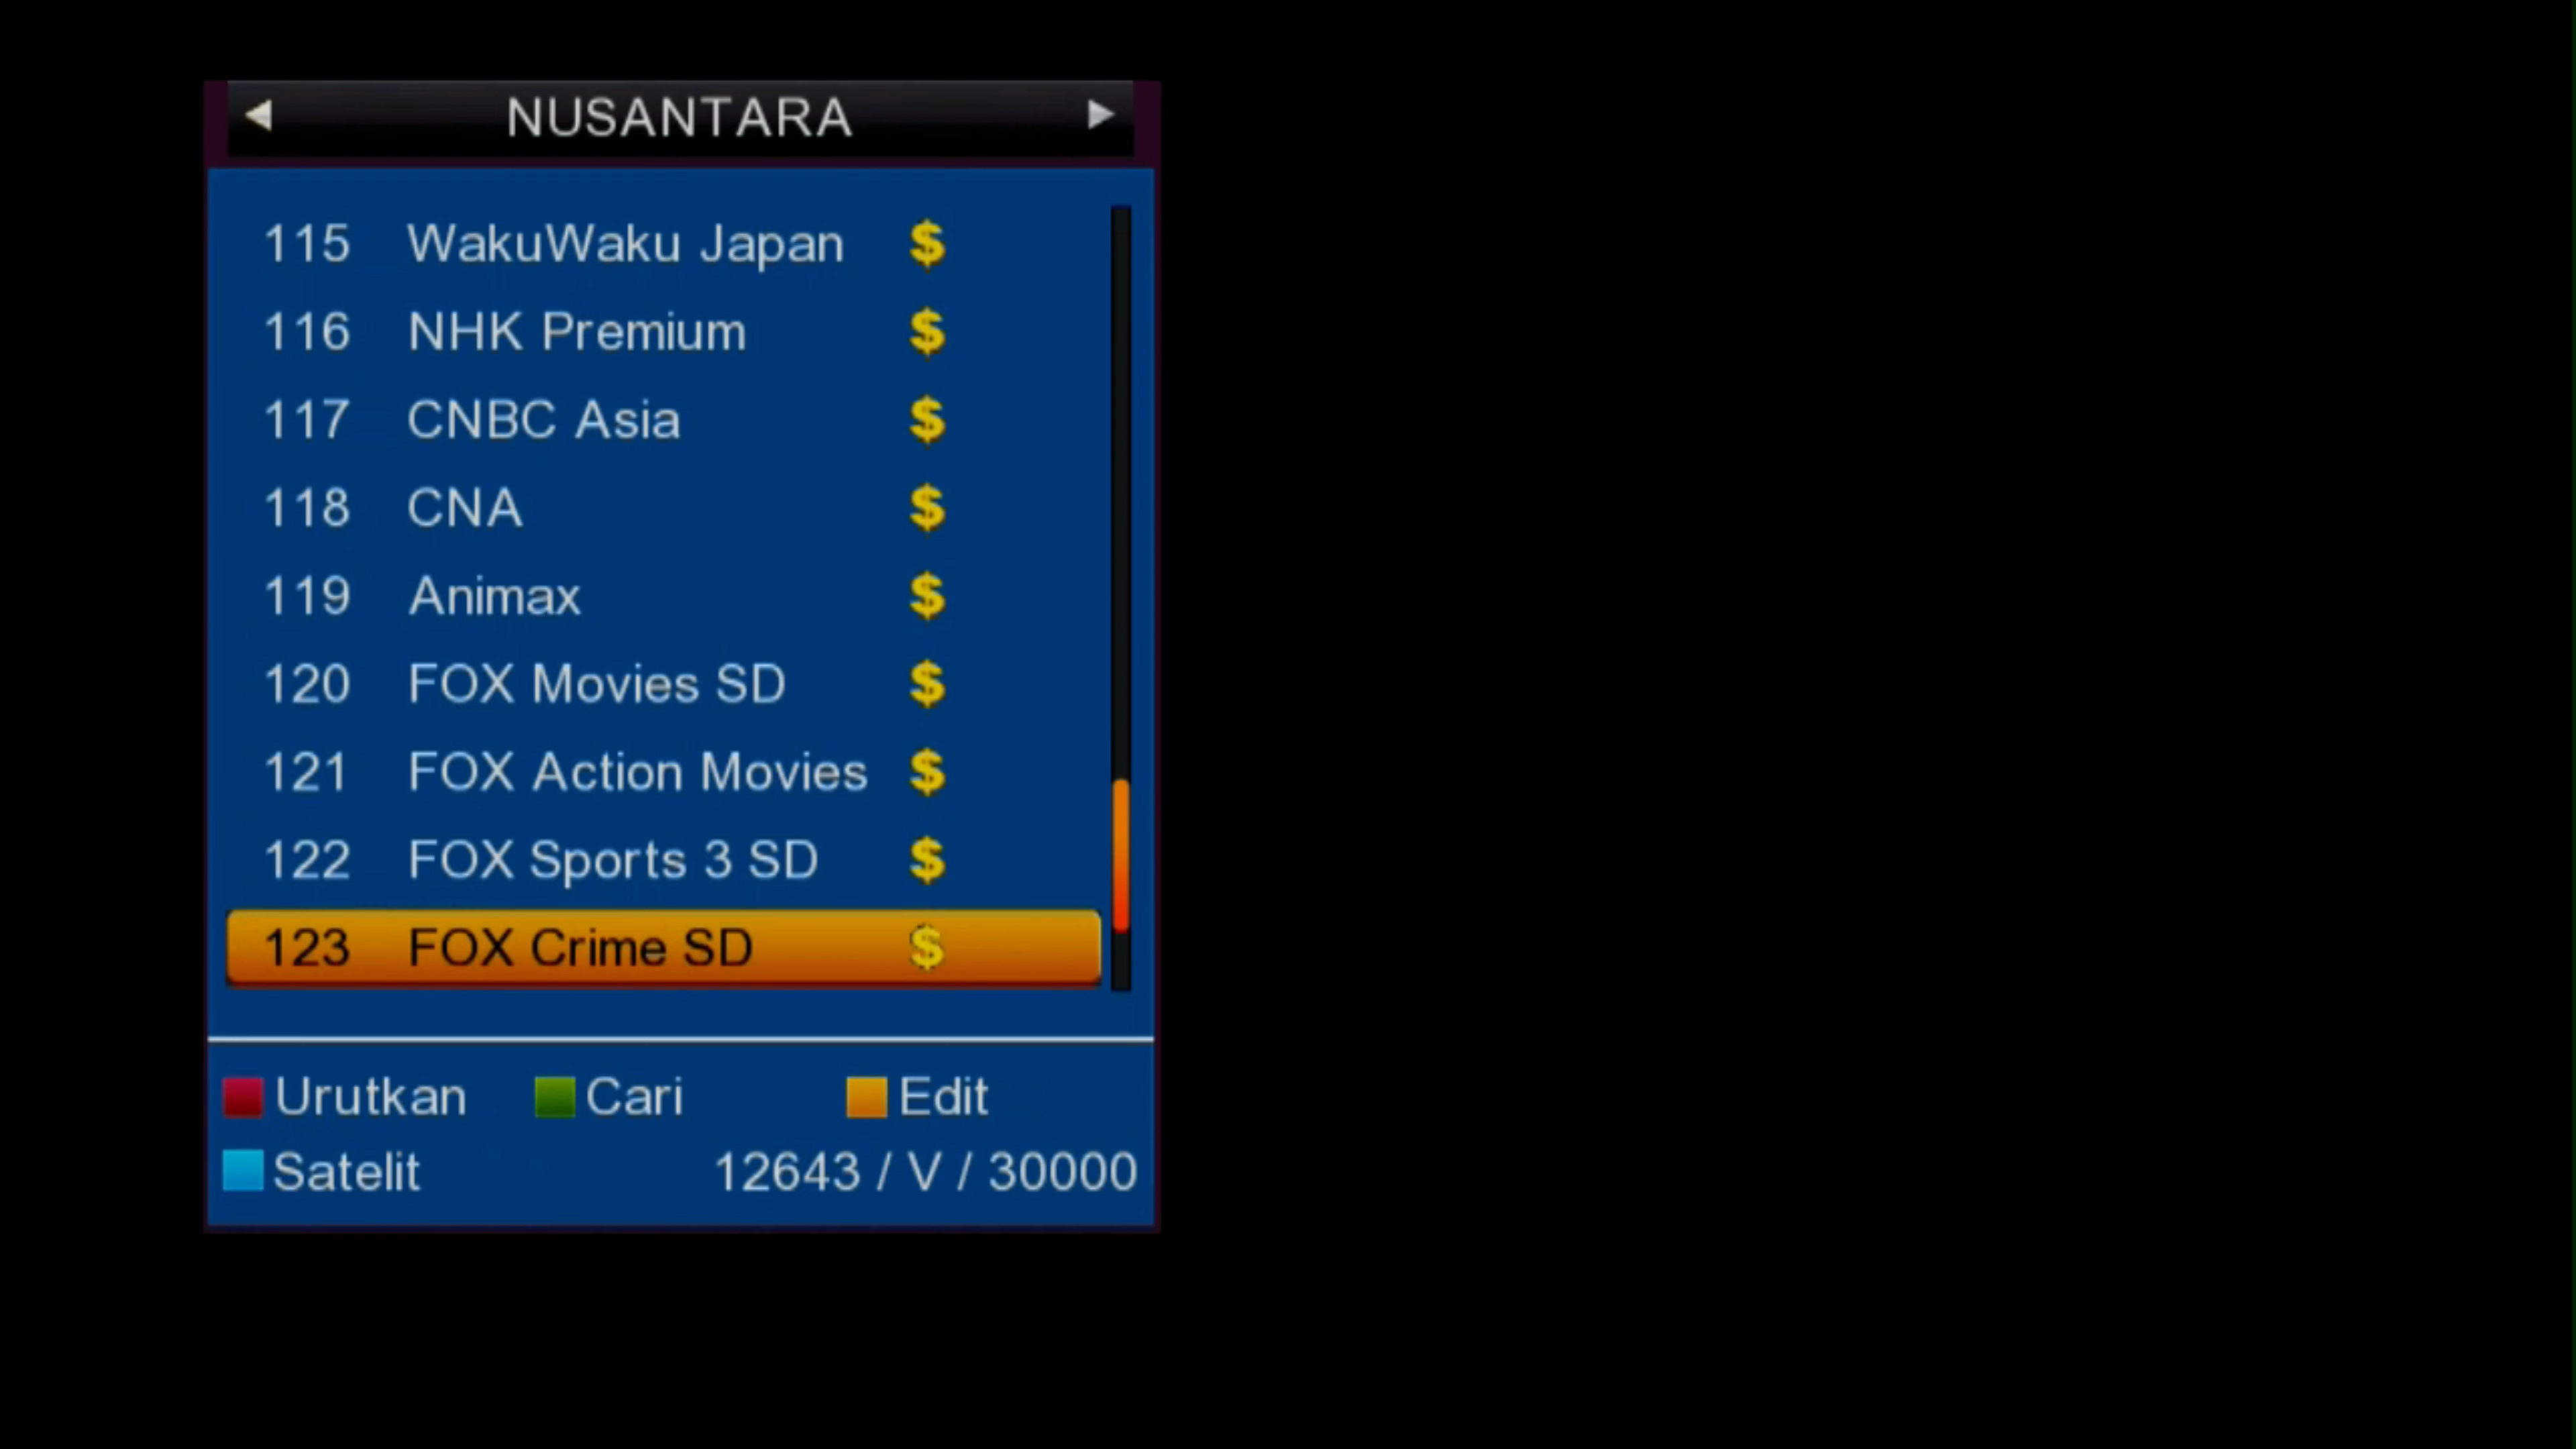 NUSANTARA
115 WakuWaku Japan $
116 NHK Premium $
117 CNBC Asia $
118 CNA $
119 Animax $
120 FOX Movies SD $
121 FOX Action Movies $
122 FOX Sports 3 SD $
123 FOX Crime SD $
Urutkan Cari Edit
Satelit 12643 / V / 30000